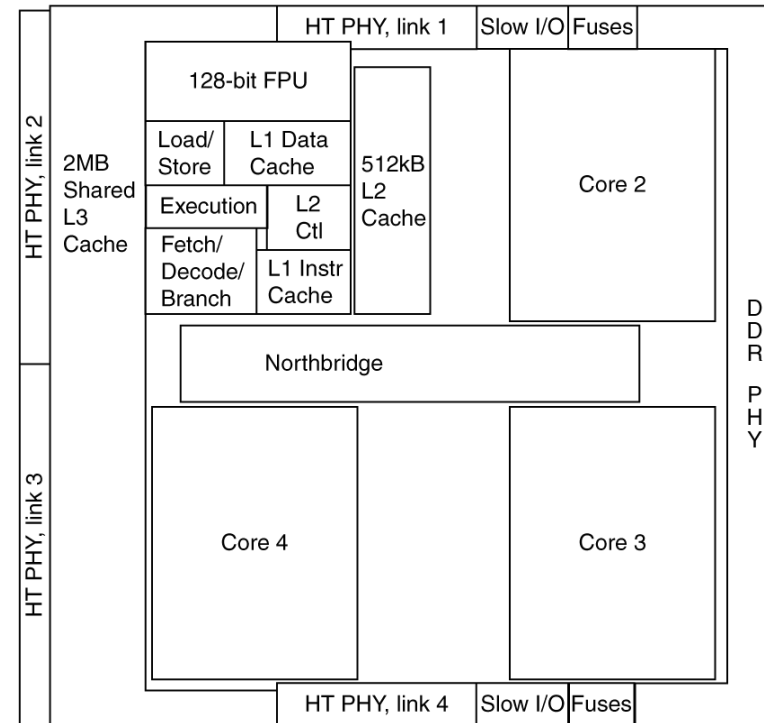 HT PHY, link 1
Slow I/O
Fuses
HT PHY, link 2
2MB
Shared
L3
Cache
128-bit FPU
Load/
Store
L1 Data
Cache
Execution
L2
Ctl
Fetch/
Decode/
Branch
L1 Instr
Cache
512kB
L2
Cache
Core 2
Northbridge
D
D
R
P
H
Y
HT PHY, link 3
Core 4
Core 3
HT PHY, link 4
Slow I/O
Fuses